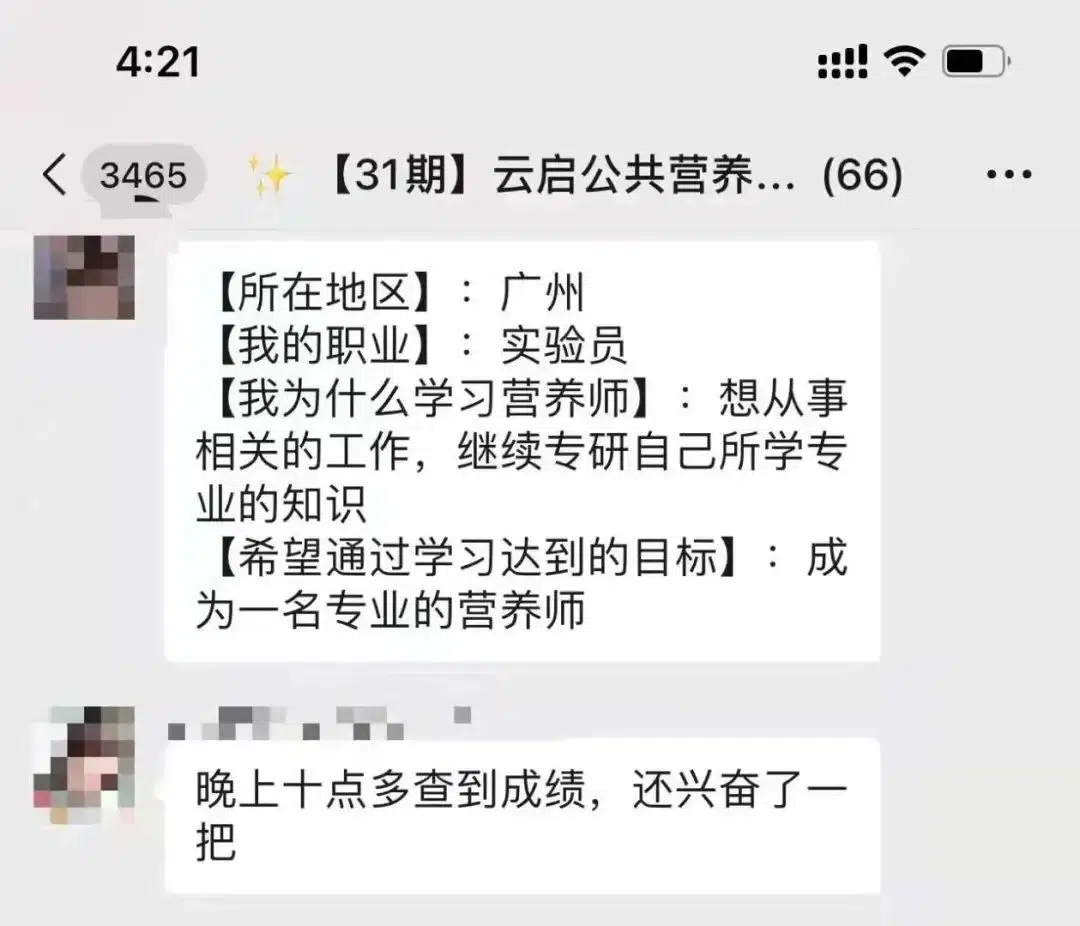 4:21
3465 ✨【31期】云启公共营养... (66)
【所在地区】：广州
【我的职业】：实验员
【我为什么学习营养师】：想从事
相关的工作，继续专研自己所学专
业的知识
【希望通过学习达到的目标】：成
为一名专业的营养师
晚上十点多查到成绩，还兴奋了一
把